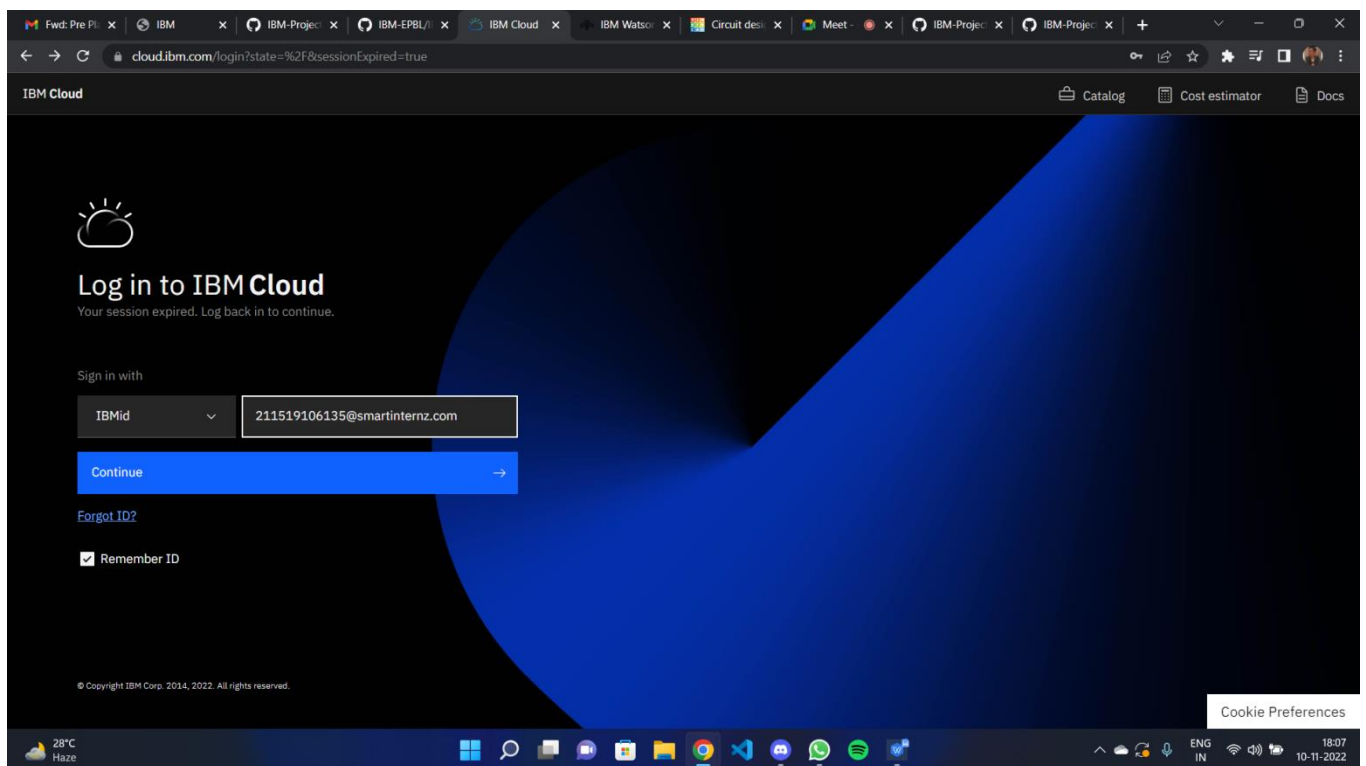 Fwd: Pre Pl
IBM
IBM-Projec
IBM-EPBL/I
IBM Cloud
IBM Watsor
Circuit desi
Meet -
IBM-Projec
IBM-Projec
cloud.ibm.com/login?state=%2F&sessionExpired=true
IBM Cloud
Catalog
Cost estimator
Docs
Log in to IBM Cloud
Your session expired. Log back in to continue.
Sign in with
IBMid
211519106135@smartinternz.com
Continue
Forgot ID?
Remember ID
© Copyright IBM Corp. 2014, 2022. All rights reserved.
Cookie Preferences
28°C
Haze
ENG
IN
18:07
10-11-2022